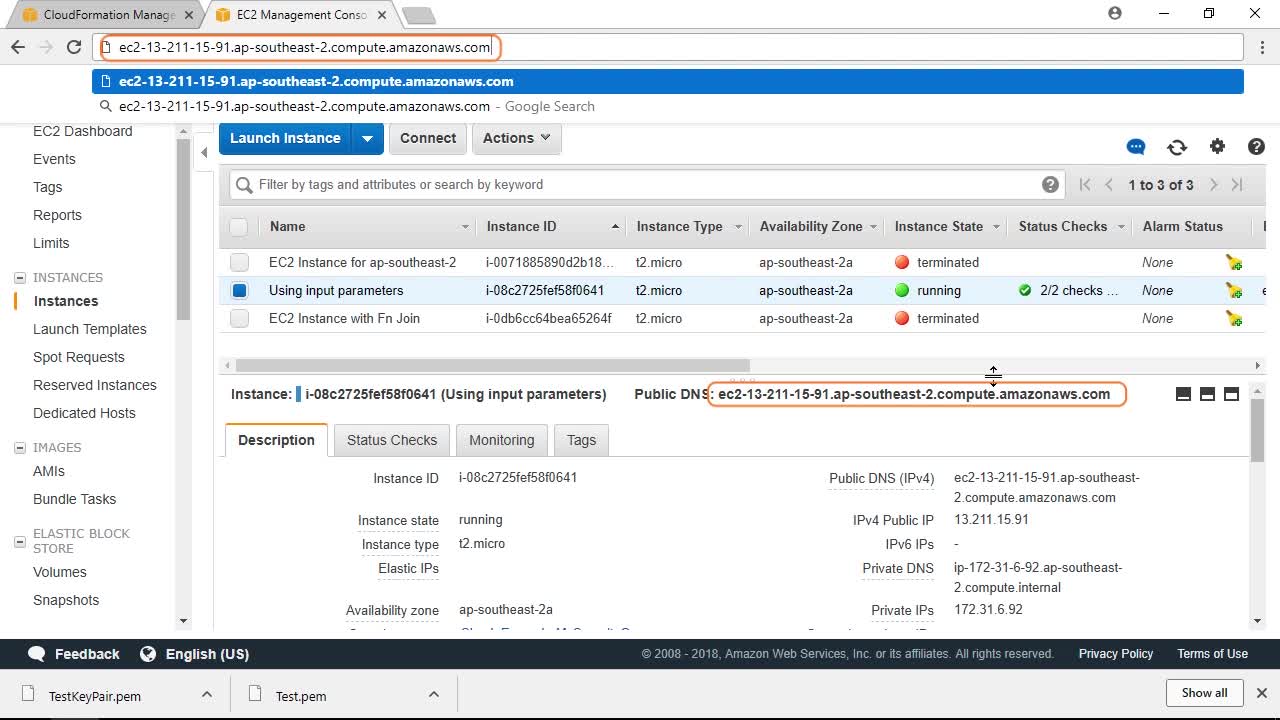 CloudFormation Manage
EC2 Management Conso
ec2-13-211-15-91.ap-southeast-2.compute.amazonaws.com
ec2-13-211-15-91.ap-southeast-2.compute.amazonaws.com
ec2-13-211-15-91.ap-southeast-2.compute.amazonaws.com - Google Search
EC2 Dashboard
Events
Tags
Reports
Limits
INSTANCES
Instances
Launch Templates
Spot Requests
Reserved Instances
Dedicated Hosts
IMAGES
AMIs
Bundle Tasks
ELASTIC BLOCK
STORE
Volumes
Snapshots
Launch Instance Connect Actions
Filter by tags and attributes or search by keyword 1 to 3 of 3
Name Instance ID Instance Type Availability Zone Instance State Status Checks Alarm Status
EC2 Instance for ap-southeast-2 i-0071885890d2b18... t2.micro ap-southeast-2a terminated None
Using input parameters i-08c2725fef58f0641 t2.micro ap-southeast-2a running 2/2 checks ... None
EC2 Instance with Fn Join i-0db6cc64bea65264f t2.micro ap-southeast-2a terminated None
Instance: i-08c2725fef58f0641 (Using input parameters) Public DNS: ec2-13-211-15-91.ap-southeast-2.compute.amazonaws.com
Description Status Checks Monitoring Tags
Instance ID i-08c2725fef58f0641 Public DNS (IPv4) ec2-13-211-15-91.ap-southeast-
2.compute.amazonaws.com
Instance state running IPv4 Public IP 13.211.15.91
Instance type t2.micro IPv6 IPs -
Elastic IPs Private DNS ip-172-31-6-92.ap-southeast-
2.compute.internal
Availability zone ap-southeast-2a Private IPs 172.31.6.92
Feedback English (US) © 2008 - 2018, Amazon Web Services, Inc. or its affiliates. All rights reserved. Privacy Policy Terms of Use
TestKeyPair.pem Test.pem Show all